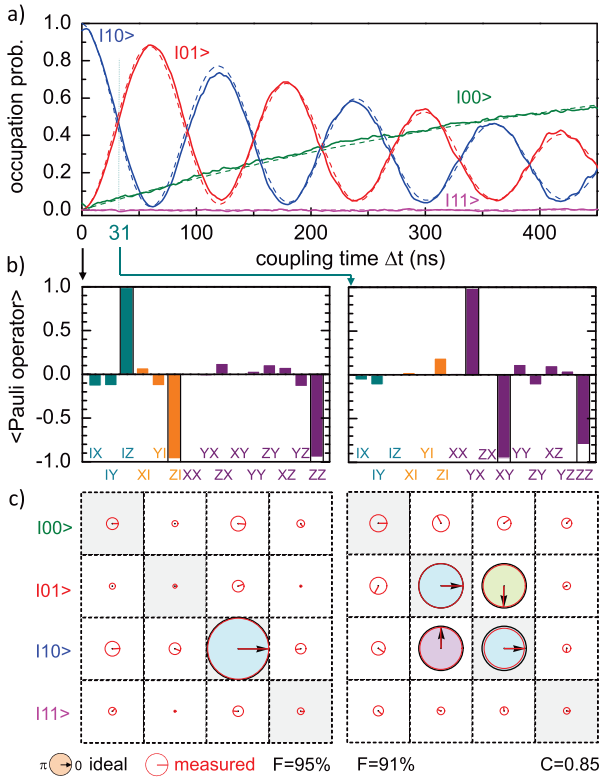 a)
occupation prob.
1.0
0.8
0.6
0.4
0.2
0.0
|10>
|01>
|00>
|11>
0 31 100 200 300 400
coupling time Δt (ns)
b)
<Pauli operator>
1.0
0.5
0.0
-0.5
-1.0
IX IZ YI YX XY ZY YZ
IY XI ZI XX ZX YY XZ ZZ
IX IZ YI XX ZX YY XZ ZZ
IY XI ZI YX XY ZY YZ
c)
|00>
|01>
|10>
|11>
π 0 ideal measured F=95% F=91% C=0.85